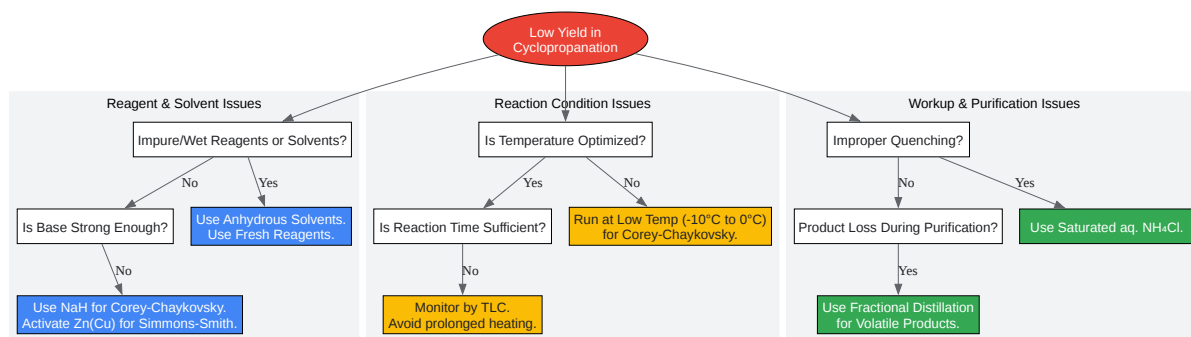 Low Yield in
Cyclopropanation
Reagent & Solvent Issues
Reaction Condition Issues
Workup & Purification Issues
Impure/Wet Reagents or Solvents?
Is Temperature Optimized?
Improper Quenching?
No
Yes
Yes
No
No
Yes
Is Base Strong Enough?
Use Anhydrous Solvents.
Use Fresh Reagents.
Is Reaction Time Sufficient?
Run at Low Temp (-10°C to 0°C)
for Corey-Chaykovsky.
Product Loss During Purification?
Use Saturated aq. NH₄Cl.
No
No
Yes
Use NaH for Corey-Chaykovsky.
Activate Zn(Cu) for Simmons-Smith.
Monitor by TLC.
Avoid prolonged heating.
Use Fractional Distillation
for Volatile Products.